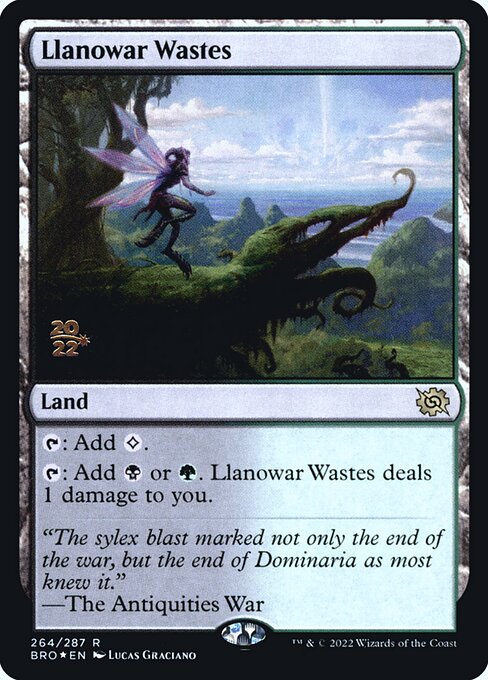 Llanowar Wastes
20
22
Land
: Add .
: Add or . Llanowar Wastes deals
1 damage to you.
“The sylex blast marked not only the end of
the war, but the end of Dominaria as most
knew it.”
—The Antiquities War
264/287 R
™ & © 2022 Wizards of the Coast
BRO★EN Lucas Graciano